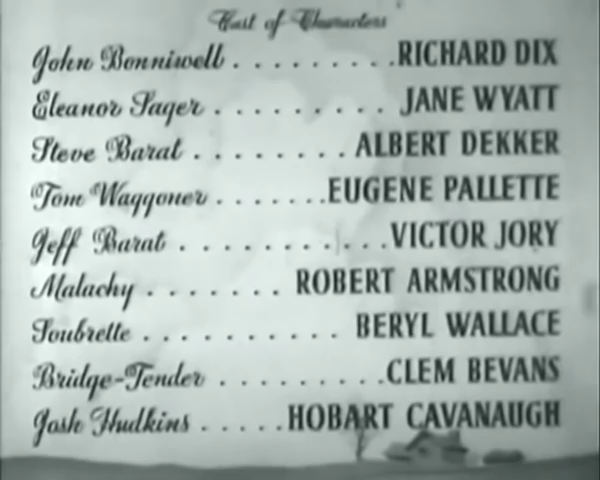 Cast of Characters
John Bonniwell . . . . . . . . . RICHARD DIX
Eleanor Sager . . . . . . . . . JANE WYATT
Steve Barat . . . . . . . . ALBERT DEKKER
Tom Waggoner . . . . . . . EUGENE PALLETTE
Jeff Barat . . . . . . . . . . . VICTOR JORY
Malachy . . . . . . . ROBERT ARMSTRONG
Soubrette . . . . . . . . . . BERYL WALLACE
Bridge-Tender . . . . . . . . . CLEM BEVANS
Josh Hudkins . . . . . HOBART CAVANAUGH